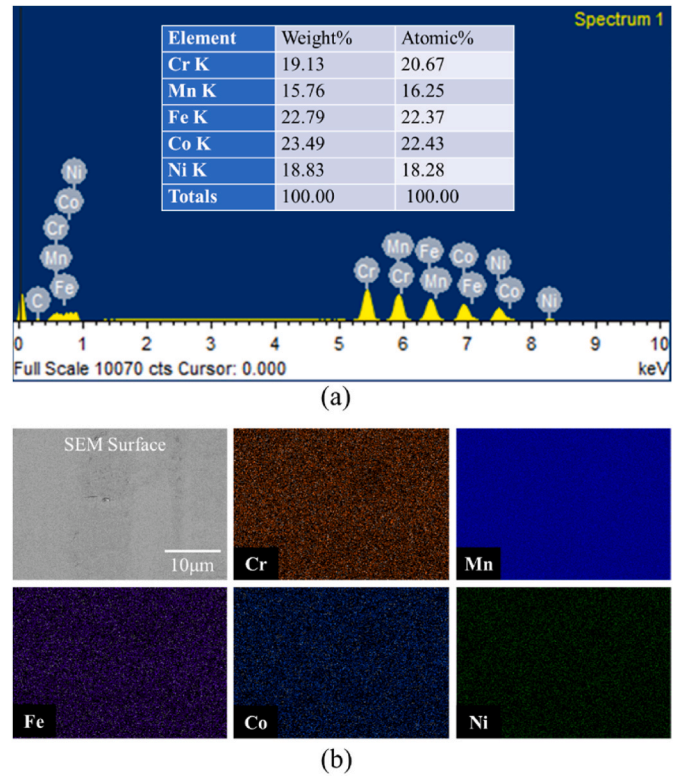 Spectrum 1
Element Weight% Atomic%
Cr K 19.13 20.67
Mn K 15.76 16.25
Fe K 22.79 22.37
Co K 23.49 22.43
Ni K 18.83 18.28
Totals 100.00 100.00
Ni
Co
Cr
Mn
C Fe
Cr
Mn
Cr
Fe
Mn
Co
Fe
Ni
Co
Ni
0 1 2 3 4 5 6 7 8 9 10
Full Scale 10070 cts Cursor: 0.000 keV
(a)
SEM Surface
10μm
Cr
Mn
Fe
Co
Ni
(b)